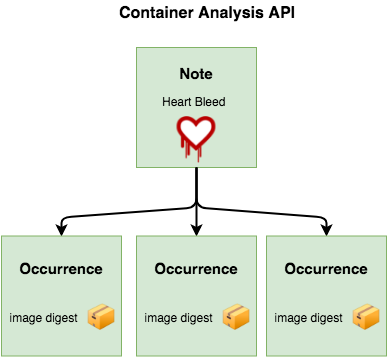 Container Analysis API
Note
Heart Bleed
Occurrence
image digest
Occurrence
image digest
Occurrence
image digest